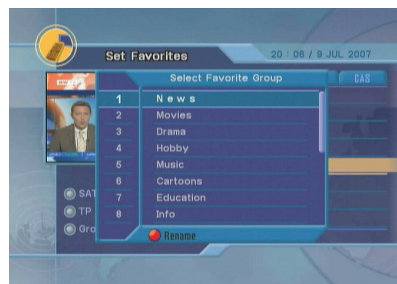 Set Favorites
20 : 06 / 9 JUL 2007
Select Favorite Group
CAS
1 News
2 Movies
3 Drama
4 Hobby
5 Music
6 Cartoons
7 Education
8 Info
SAT
TP
Gro
Rename